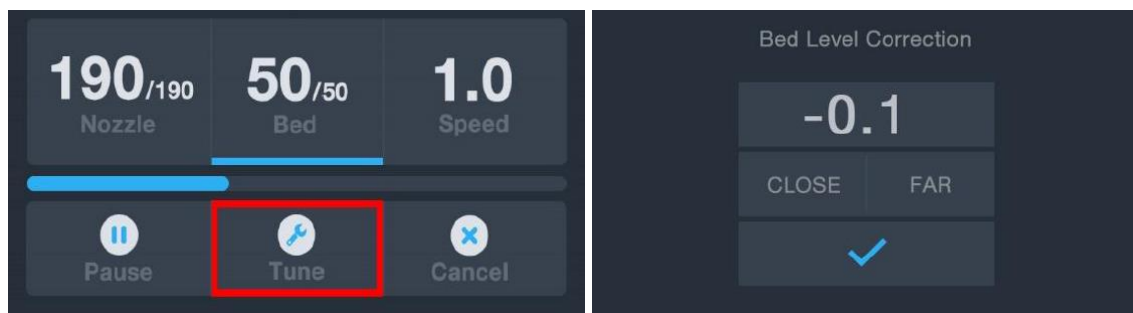 190/190 50/50 1.0
Nozzle Bed Speed
Pause Tune Cancel
Bed Level Correction
-0.1
CLOSE FAR